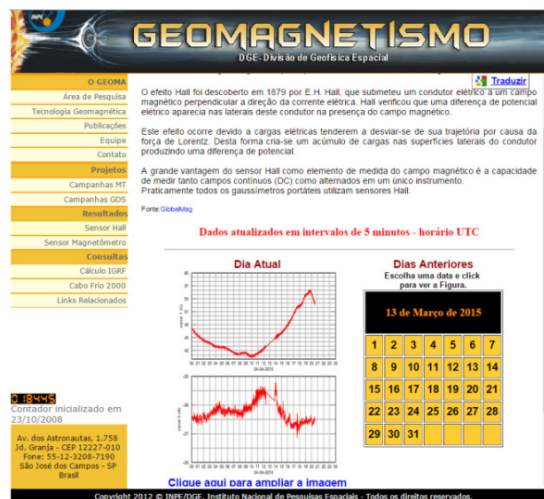 INPE
GEOMAGNETISMO
DGE-Divisão de Geofísica Espacial
O GEOMA
Área de Pesquisa
Tecnologia Geomagnética
Publicações
Equipe
Contato
Projetos
Campanhas MT
Campanhas GDS
Resultados
Sensor Hall
Sensor Magnetômetro
Consultas
Cálculo IGRF
Cabo Frio 2000
Links Relacionados
018445
Contador inicializado em
23/10/2008
Av. dos Astronautas, 1.758
Jd. Granja - CEP 12227-010
Fone: 55-12-3208-7190
São José dos Campos - SP
Brasil
Traduzir
O efeito Hall foi descoberto em 1879 por E.H. Hall, que submeteu um condutor elétrico a um campo
magnético perpendicular a direção da corrente elétrica. Hall verificou que uma diferença de potencial
elétrico aparecia nas laterais deste condutor na presença do campo magnético.
Este efeito ocorre devido a cargas elétricas tenderem a desviar-se de sua trajetória por causa da
força de Lorentz. Desta forma cria-se um acúmulo de cargas nas superfícies laterais do condutor
produzindo uma diferença de potencial.
A grande vantagem do sensor Hall como elemento de medida do campo magnético é a capacidade
de medir tanto campos contínuos (DC) como alternados em um único instrumento.
Praticamente todos os gaussímetros portáteis utilizam sensores Hall.
Fonte:GlobalMag
Dados atualizados em intervalos de 5 minutos - horário UTC
Dia Atual
Clique aqui para ampliar a imagem
Dias Anteriores
Escolha uma data e click
para ver a Figura.
13 de Março de 2015
1 2 3 4 5 6 7
8 9 10 11 12 13 14
15 16 17 18 19 20 21
22 23 24 25 26 27 28
29 30 31
Copyright 2012 © INPE/DGE. Instituto Nacional de Pesquisas Espaciais - Todos os direitos reservados.